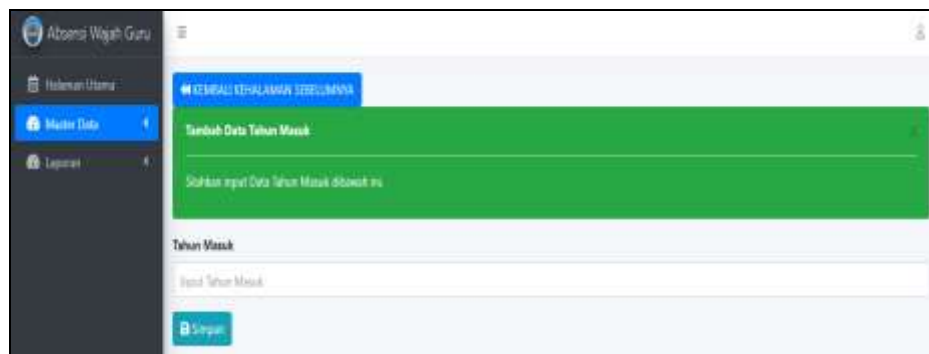 Absensi Wajah Guru
Halaman Utama
Master Data
Laporan
KEMBALI KEHALAMAN SEBELUMNYA
Tambah Data Tahun Masuk
Silahkan input Data Tahun Masuk dibawah ini
Tahun Masuk
Input Tahun Masuk
Simpan